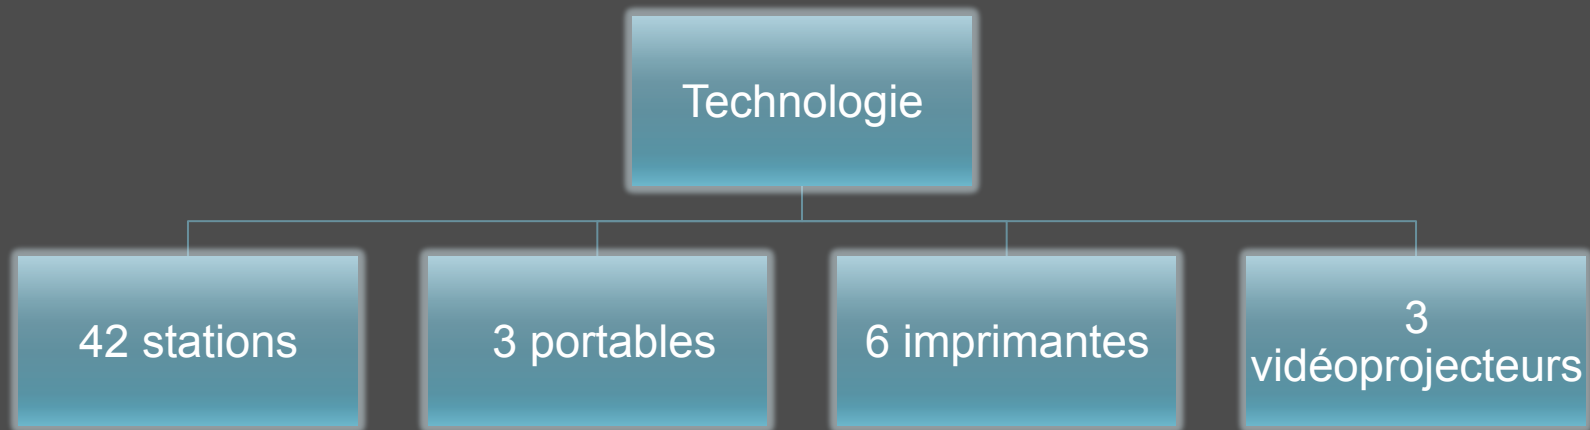 Technologie
42 stations
3 portables
6 imprimantes
3
vidéoprojecteurs